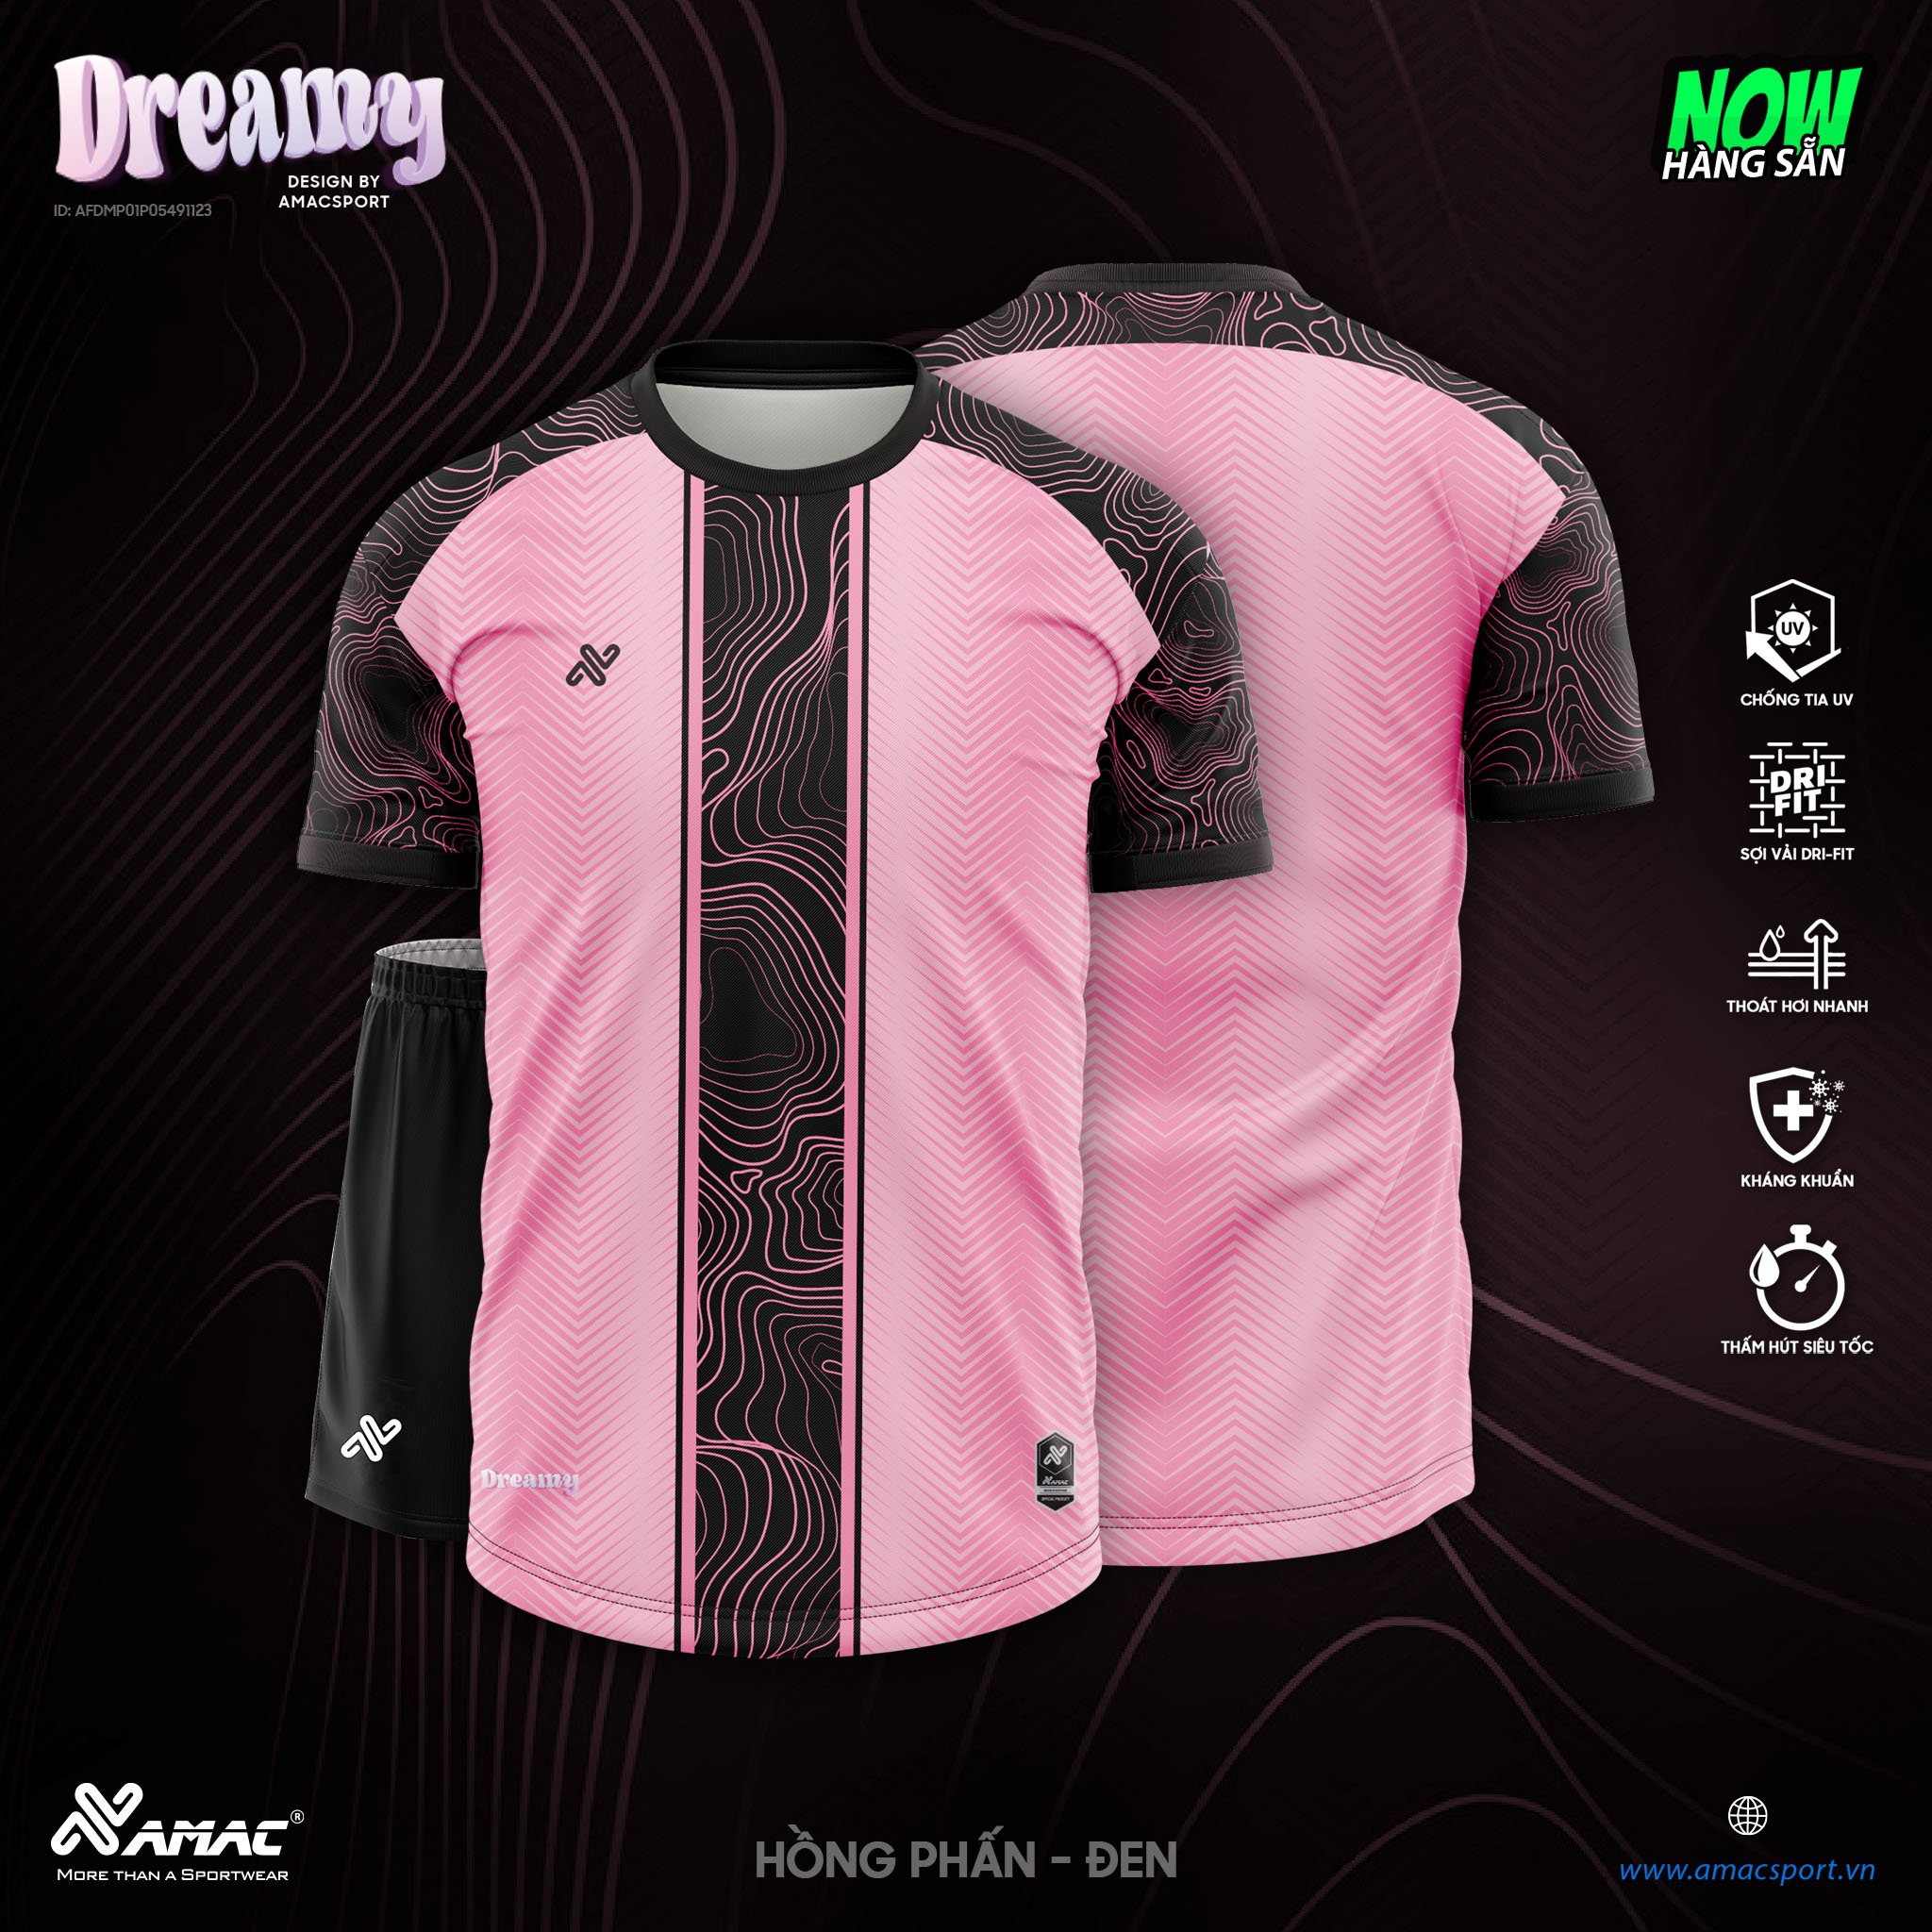 Dreamy
DESIGN BY
AMACSPORT
ID: AFDMP01P05491123
NOW
HÀNG SẴN
UV
CHỐNG TIA UV
DRI
FIT
SỢI VẢI DRI-FIT
THOÁT HƠI NHANH
KHÁNG KHUẨN
THẤM HÚT SIÊU TỐC
Dreamy
AMAC
AMAC®
MORE THAN A SPORTWEAR
HỒNG PHẤN - ĐEN
www.amacsport.vn